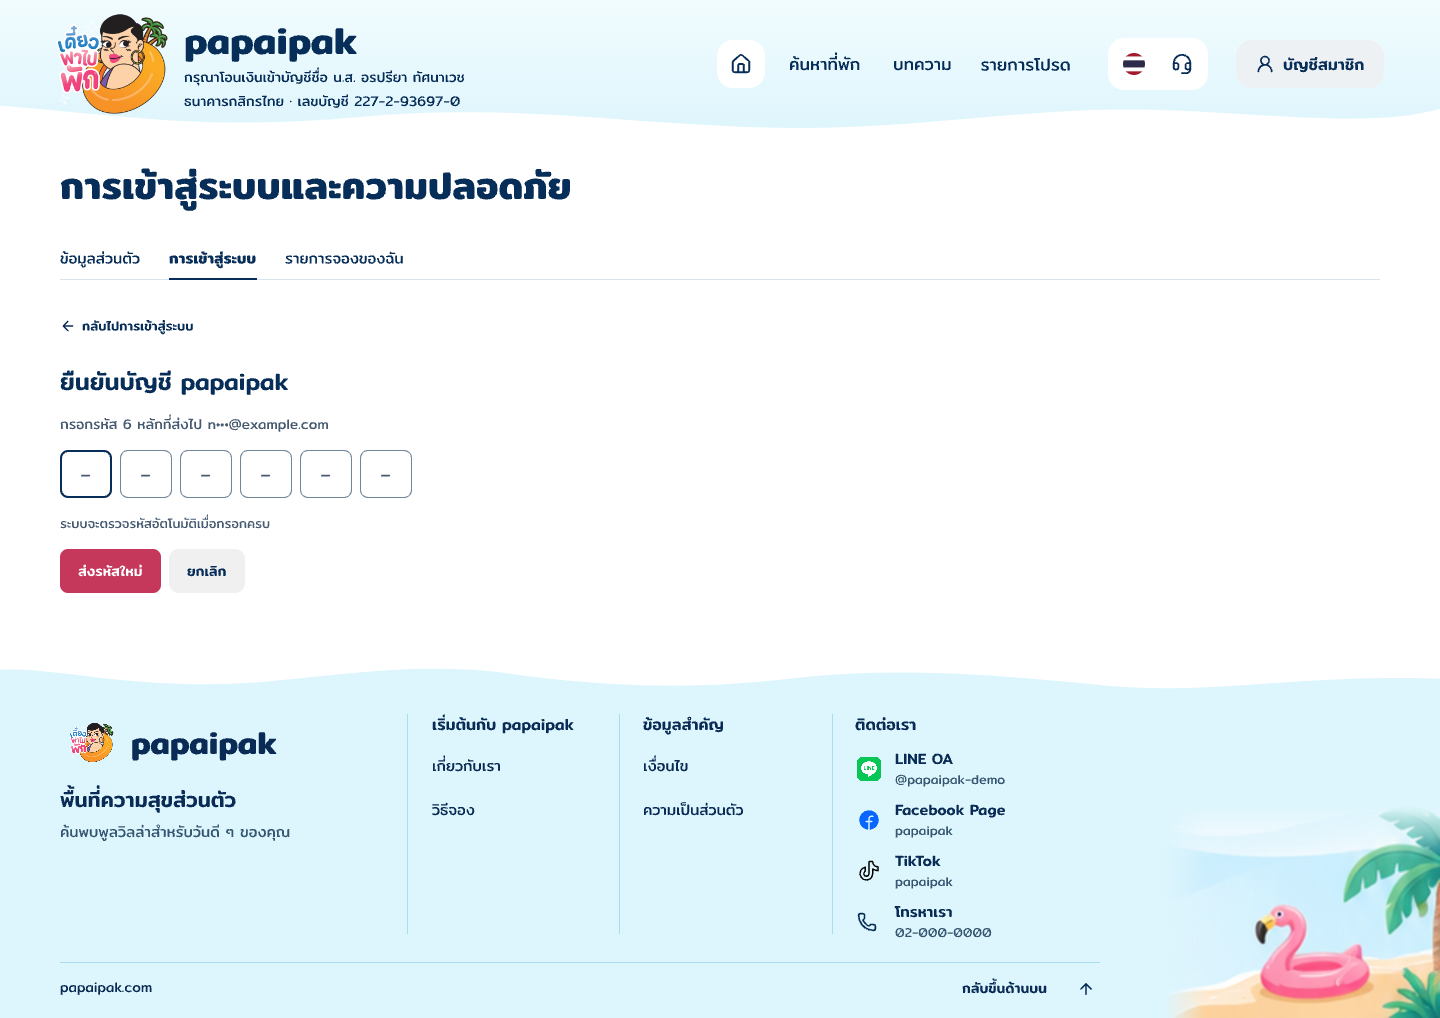 เดี๋ยว
พาไป
พัก
papaipak
กรุณาโอนเงินเข้าบัญชีชื่อ น.ส. อรปรียา ทัศนาเวช
ธนาคารกสิกรไทย · เลขบัญชี 227-2-93697-0
ค้นหาที่พัก
บทความ
รายการโปรด
บัญชีสมาชิก
การเข้าสู่ระบบและความปลอดภัย
ข้อมูลส่วนตัว
การเข้าสู่ระบบ
รายการจองของฉัน
กลับไปการเข้าสู่ระบบ
ยืนยันบัญชี papaipak
กรอกรหัส 6 หลักที่ส่งไป n•••@example.com
– – – – – –
ระบบจะตรวจรหัสอัตโนมัติเมื่อกรอกครบ
ส่งรหัสใหม่
ยกเลิก
เดี๋ยว
พาไป
พัก
papaipak
พื้นที่ความสุขส่วนตัว
ค้นพบพูลวิลล่าสำหรับวันดี ๆ ของคุณ
เริ่มต้นกับ papaipak
เกี่ยวกับเรา
วิธีจอง
ข้อมูลสำคัญ
เงื่อนไข
ความเป็นส่วนตัว
ติดต่อเรา
LINE
LINE OA
@papaipak-demo
Facebook Page
papaipak
TikTok
papaipak
โทรหาเรา
02-000-0000
papaipak.com
กลับขึ้นด้านบน